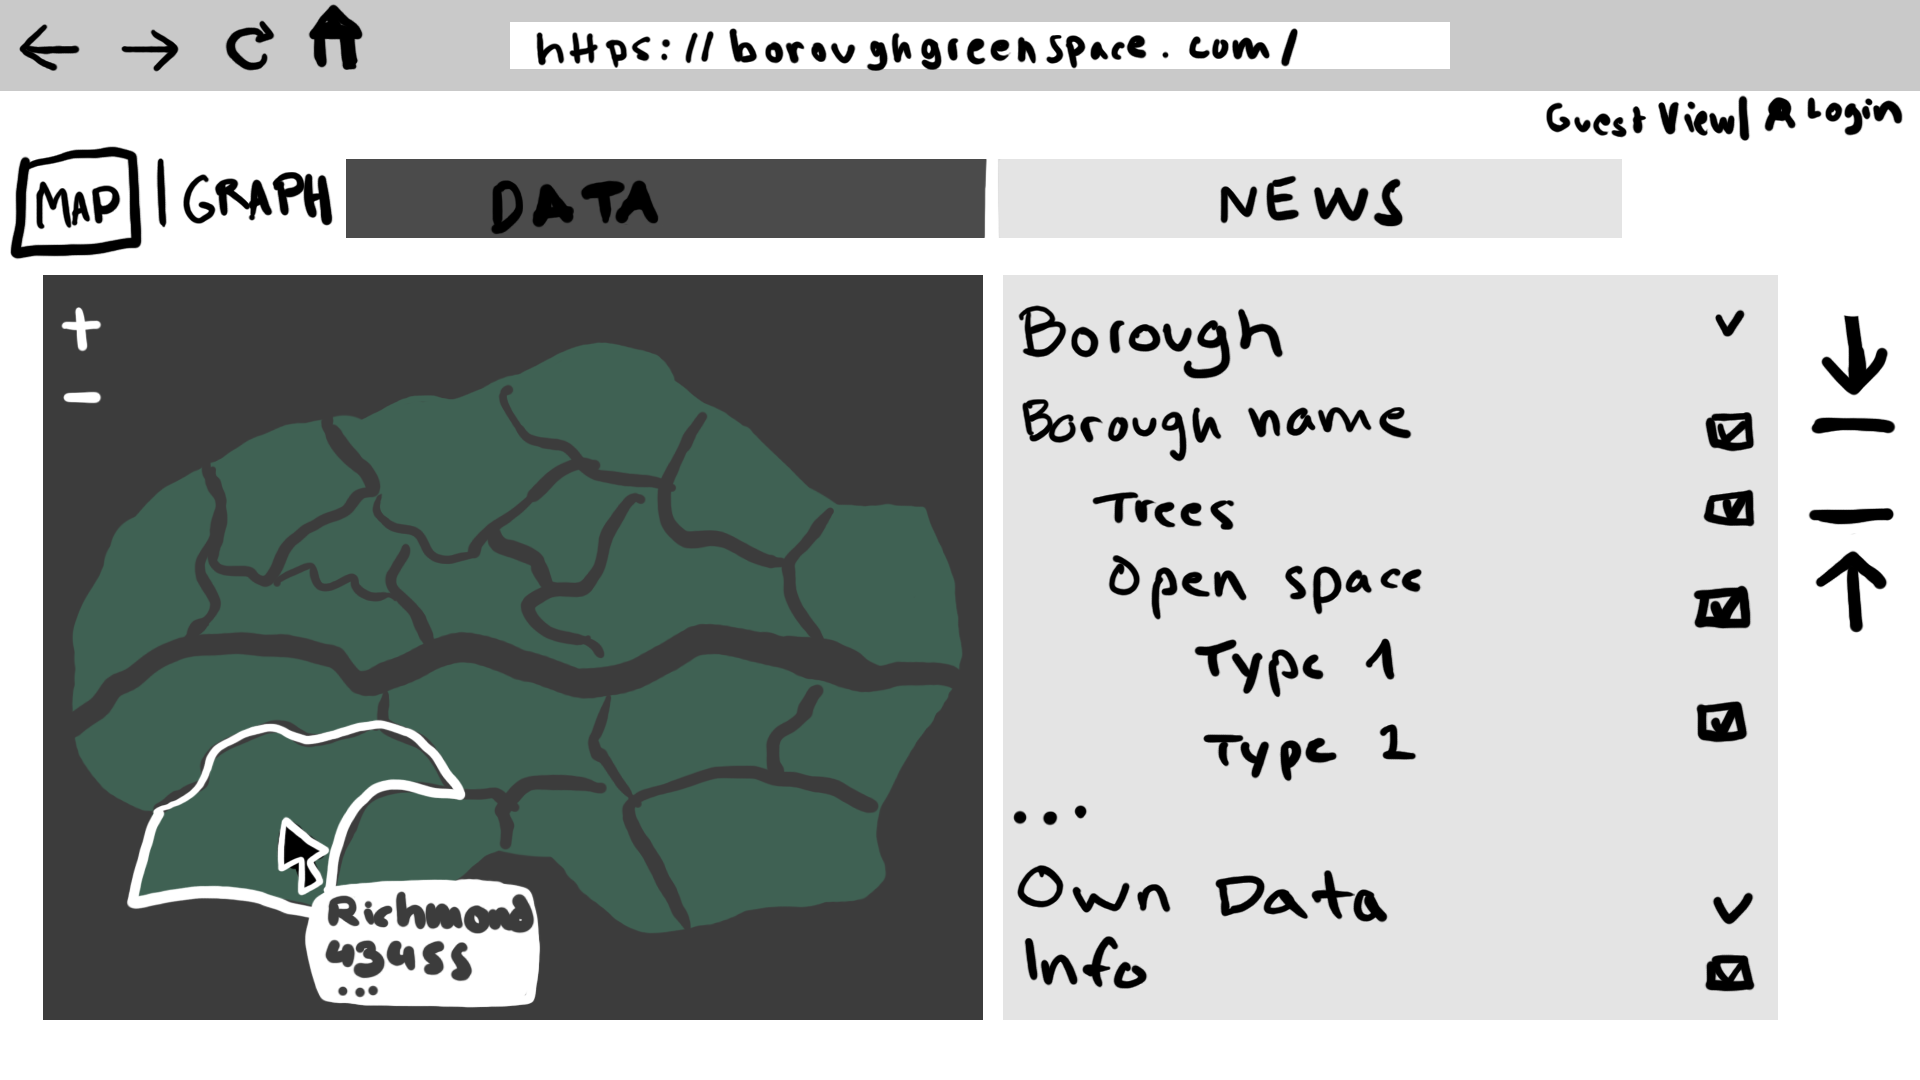 https://boroughgreenspace.com/
Guest View | Login
MAP | GRAPH
DATA
NEWS
+
-
Borough
Borough name
Trees
Open space
Type 1
Type 2
...
Own Data
Info
Richmond
43455
...